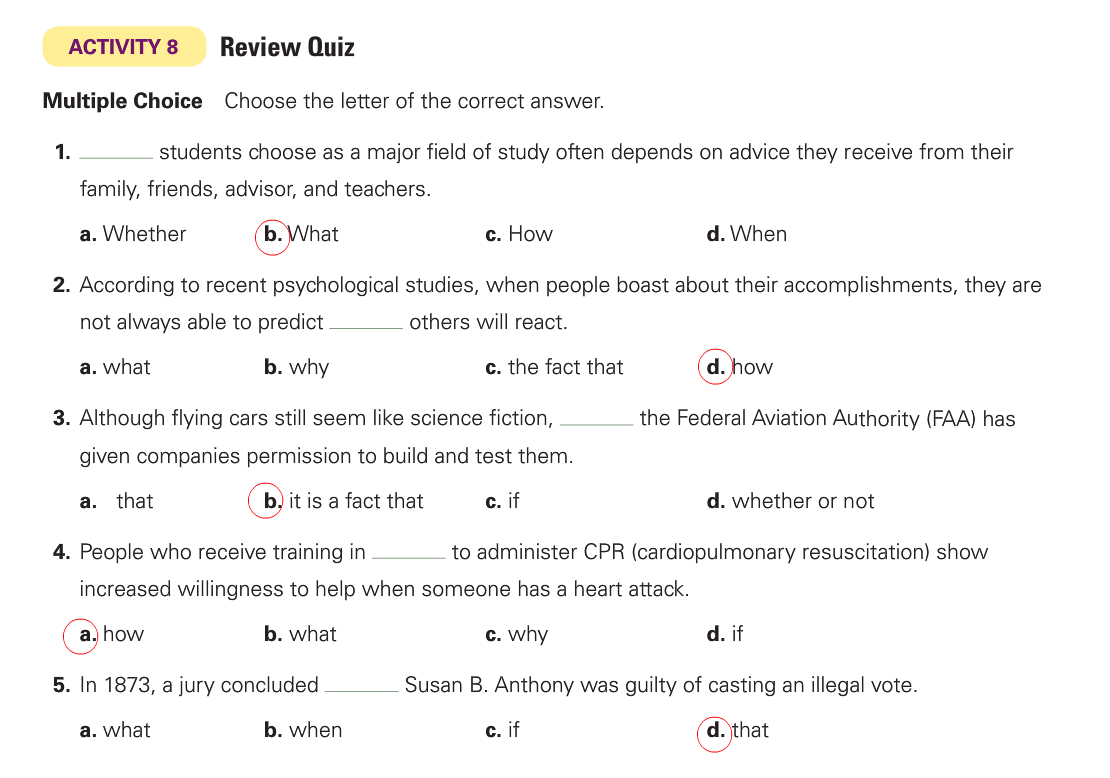 ACTIVITY 8 Review Quiz
Multiple Choice Choose the letter of the correct answer.
1. ______ students choose as a major field of study often depends on advice they receive from their
family, friends, advisor, and teachers.
a. Whether b. What c. How d. When
2. According to recent psychological studies, when people boast about their accomplishments, they are
not always able to predict ______ others will react.
a. what b. why c. the fact that d. how
3. Although flying cars still seem like science fiction, ______ the Federal Aviation Authority (FAA) has
given companies permission to build and test them.
a. that b. it is a fact that c. if d. whether or not
4. People who receive training in ______ to administer CPR (cardiopulmonary resuscitation) show
increased willingness to help when someone has a heart attack.
a. how b. what c. why d. if
5. In 1873, a jury concluded ______ Susan B. Anthony was guilty of casting an illegal vote.
a. what b. when c. if d. that